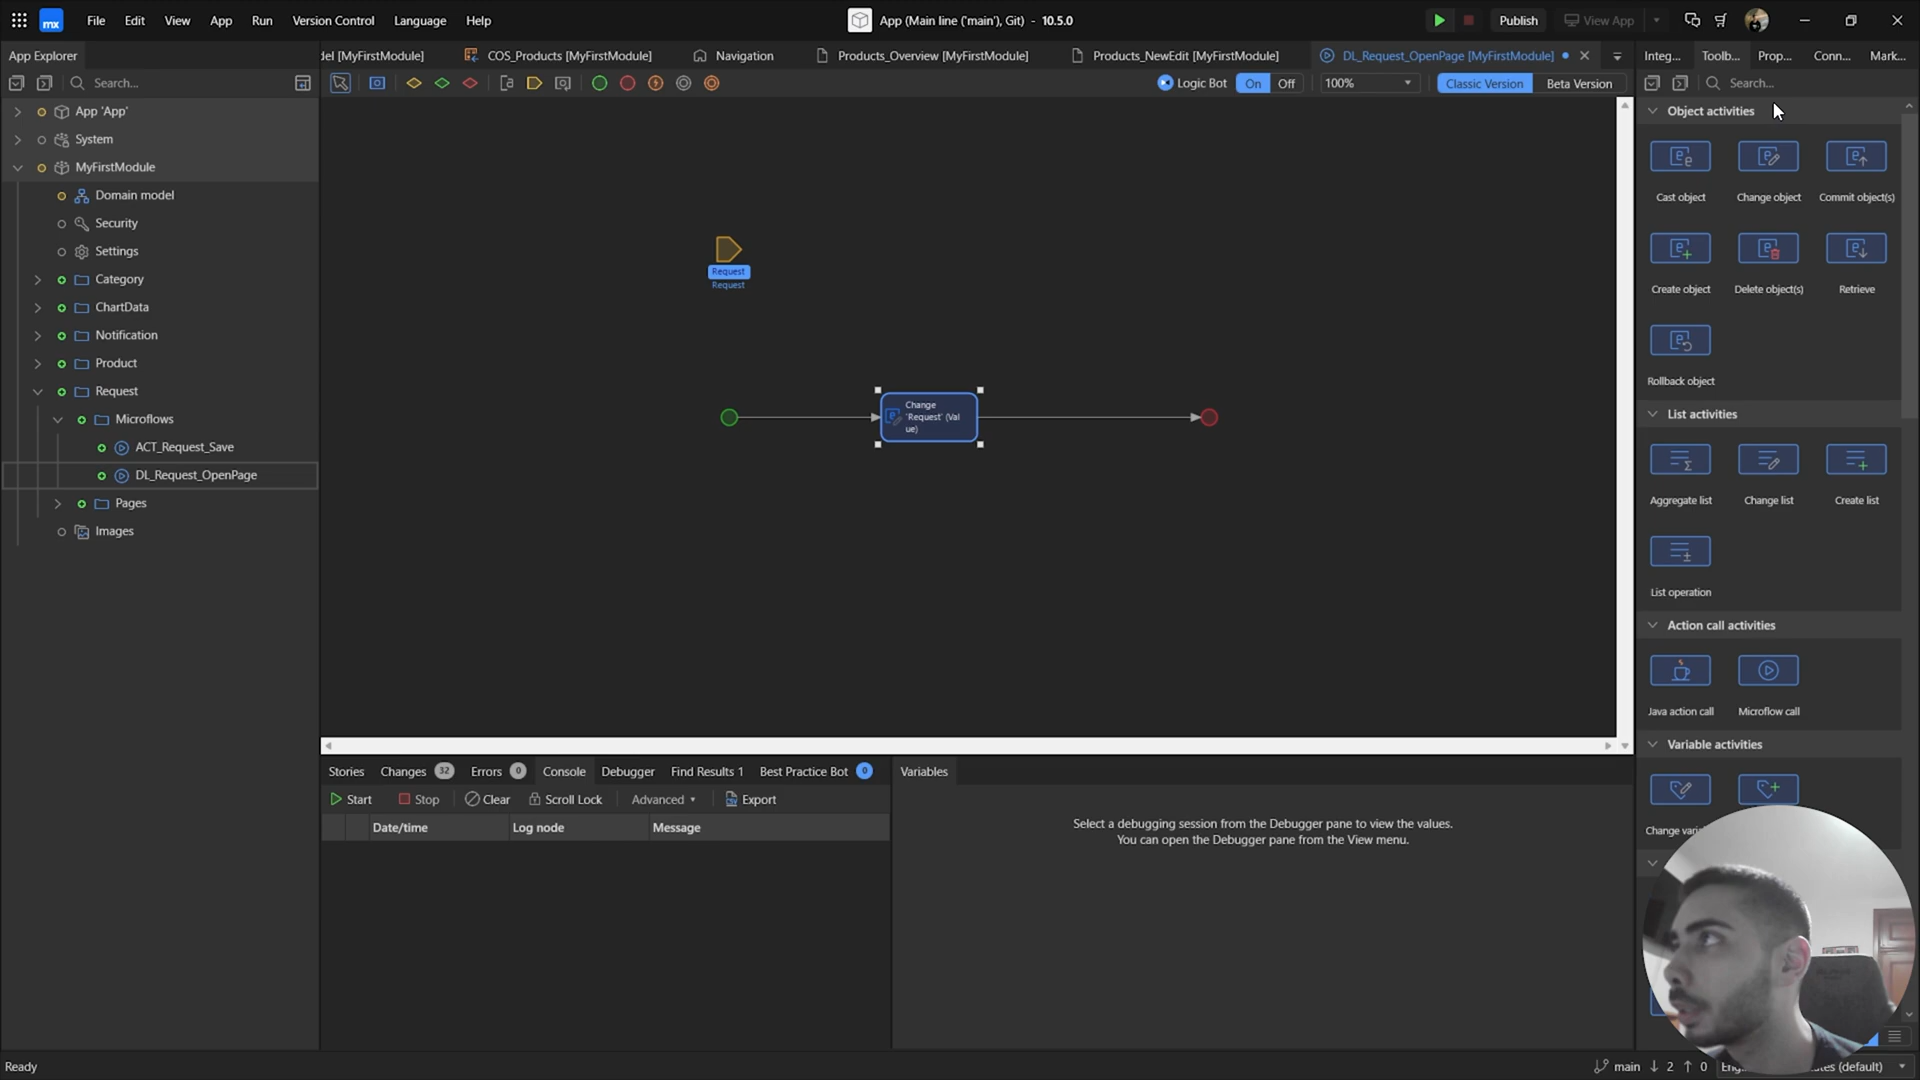 mx File Edit View App Run Version Control Language Help
App (Main line ('main'), Git) - 10.5.0
Publish View App
App Explorer
del [MyFirstModule] COS_Products [MyFirstModule] Navigation Products_Overview [MyFirstModule] Products_NewEdit [MyFirstModule] DL_Request_OpenPage [MyFirstModule]
Integ... Toolb... Prop... Conn... Mark...
Search...
Logic Bot On Off 100% Classic Version Beta Version
Search...
App 'App'
System
MyFirstModule
Domain model
Security
Settings
Category
ChartData
Notification
Product
Request
Microflows
ACT_Request_Save
DL_Request_OpenPage
Pages
Images
Request
Request
Change
'Request' (Val
ue)
Object activities
Cast object Change object Commit object(s)
Create object Delete object(s) Retrieve
Rollback object
List activities
Aggregate list Change list Create list
List operation
Action call activities
Java action call Microflow call
Variable activities
Stories Changes 32 Errors 0 Console Debugger Find Results 1 Best Practice Bot 0
Variables
Start Stop Clear Scroll Lock Advanced Export
Date/time Log node Message
Select a debugging session from the Debugger pane to view the values.
You can open the Debugger pane from the View menu.
Ready
main 2 0
(default)